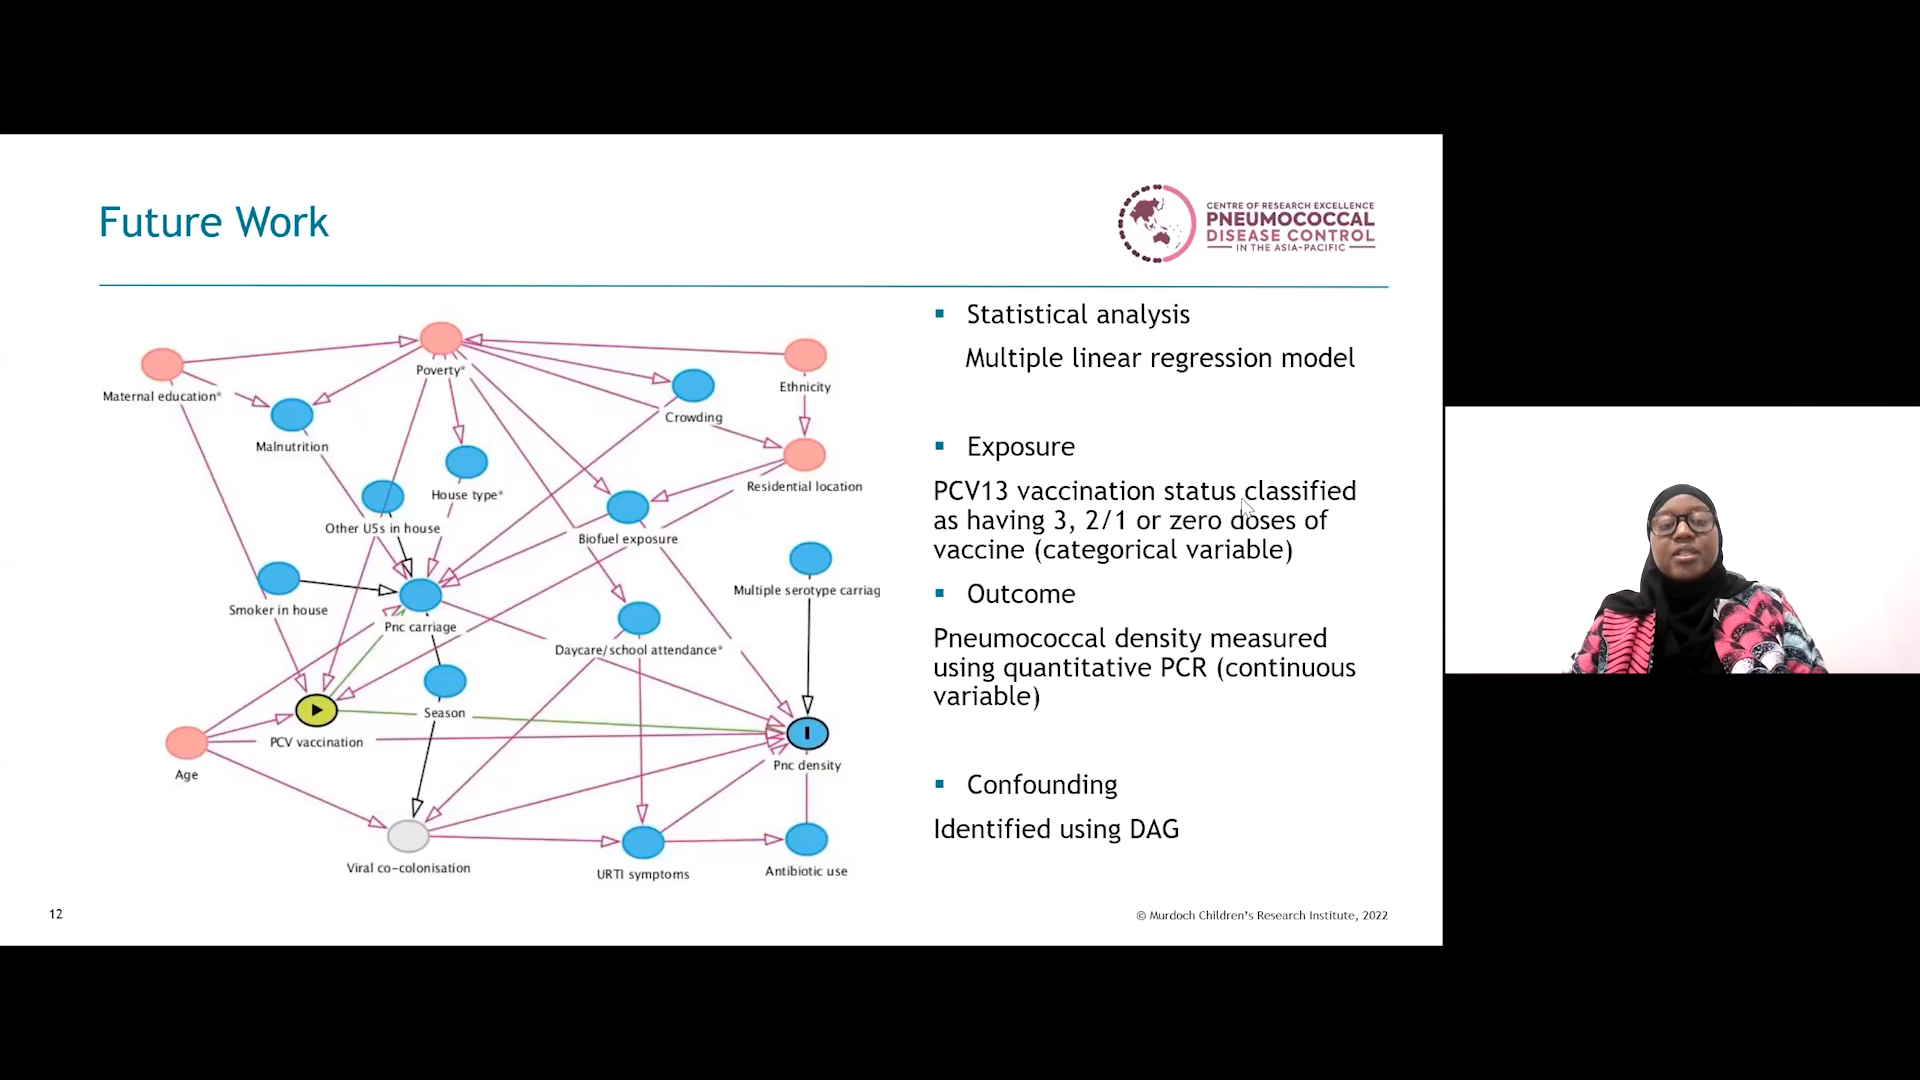 Future Work
CENTRE OF RESEARCH EXCELLENCE
PNEUMOCOCCAL
DISEASE CONTROL
IN THE ASIA-PACIFIC
Poverty*
Ethnicity
Maternal education*
Crowding
Malnutrition
House type*
Residential location
Other U5s in house
Biofuel exposure
Multiple serotype carriag
Smoker in house
Pnc carriage
Daycare/school attendance*
Season
PCV vaccination
Pnc density
Age
Viral co-colonisation
URTI symptoms
Antibiotic use
Statistical analysis
Multiple linear regression model
Exposure
PCV13 vaccination status classified
as having 3, 2/1 or zero doses of
vaccine (categorical variable)
Outcome
Pneumococcal density measured
using quantitative PCR (continuous
variable)
Confounding
Identified using DAG
12
© Murdoch Children's Research Institute, 2022